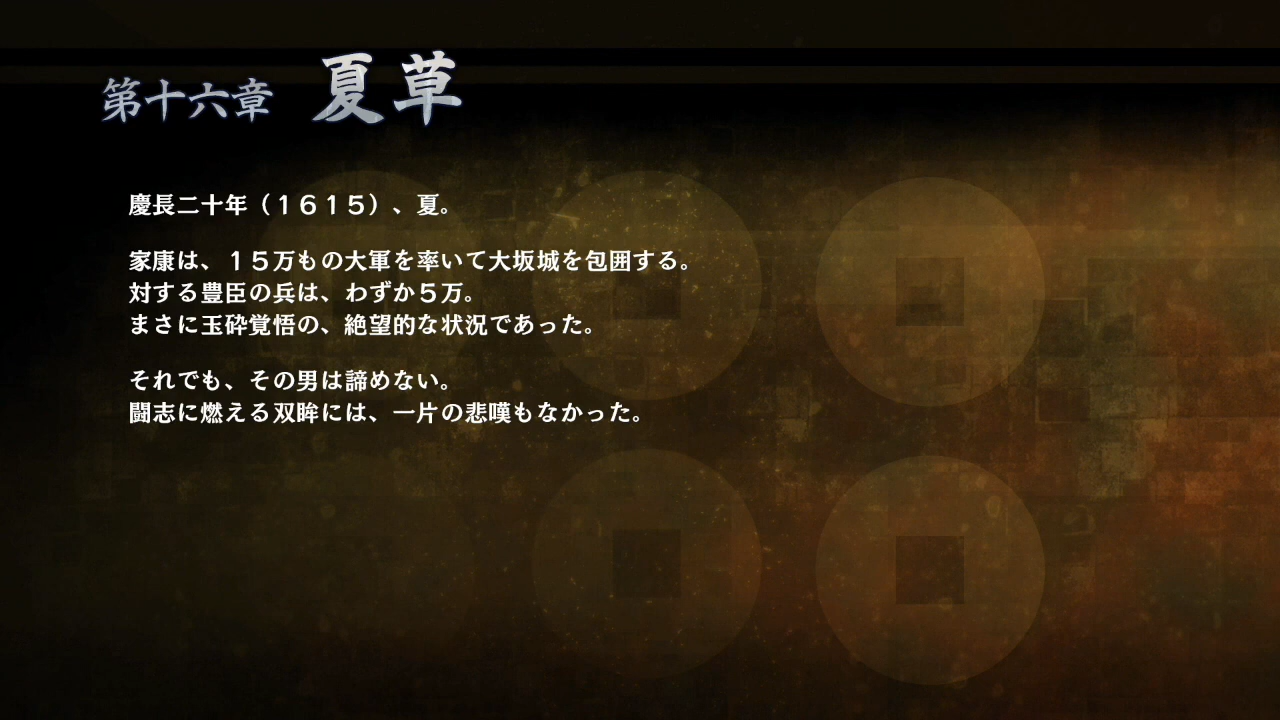 第十六章 夏草
慶長二十年（１６１５）、夏。
家康は、１５万もの大軍を率いて大坂城を包囲する。
対する豊臣の兵は、わずか５万。
まさに玉砕覚悟の、絶望的な状況であった。
それでも、その男は諦めない。
闘志に燃える双眸には、一片の悲嘆もなかった。